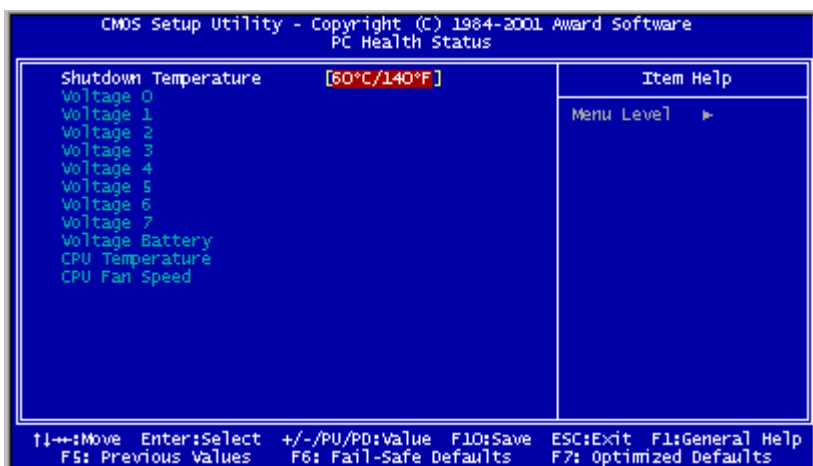 CMOS Setup Utility - Copyright (C) 1984-2001 Award Software
PC Health Status
Shutdown Temperature [60°C/140°F]
Voltage 0
Voltage 1
Voltage 2
Voltage 3
Voltage 4
Voltage 5
Voltage 6
Voltage 7
Voltage Battery
CPU Temperature
CPU Fan Speed
Item Help
Menu Level ►
↑↓→←:Move Enter:Select +/-/PU/PD:Value F10:Save ESC:Exit F1:General Help
F5: Previous Values F6: Fail-Safe Defaults F7: Optimized Defaults